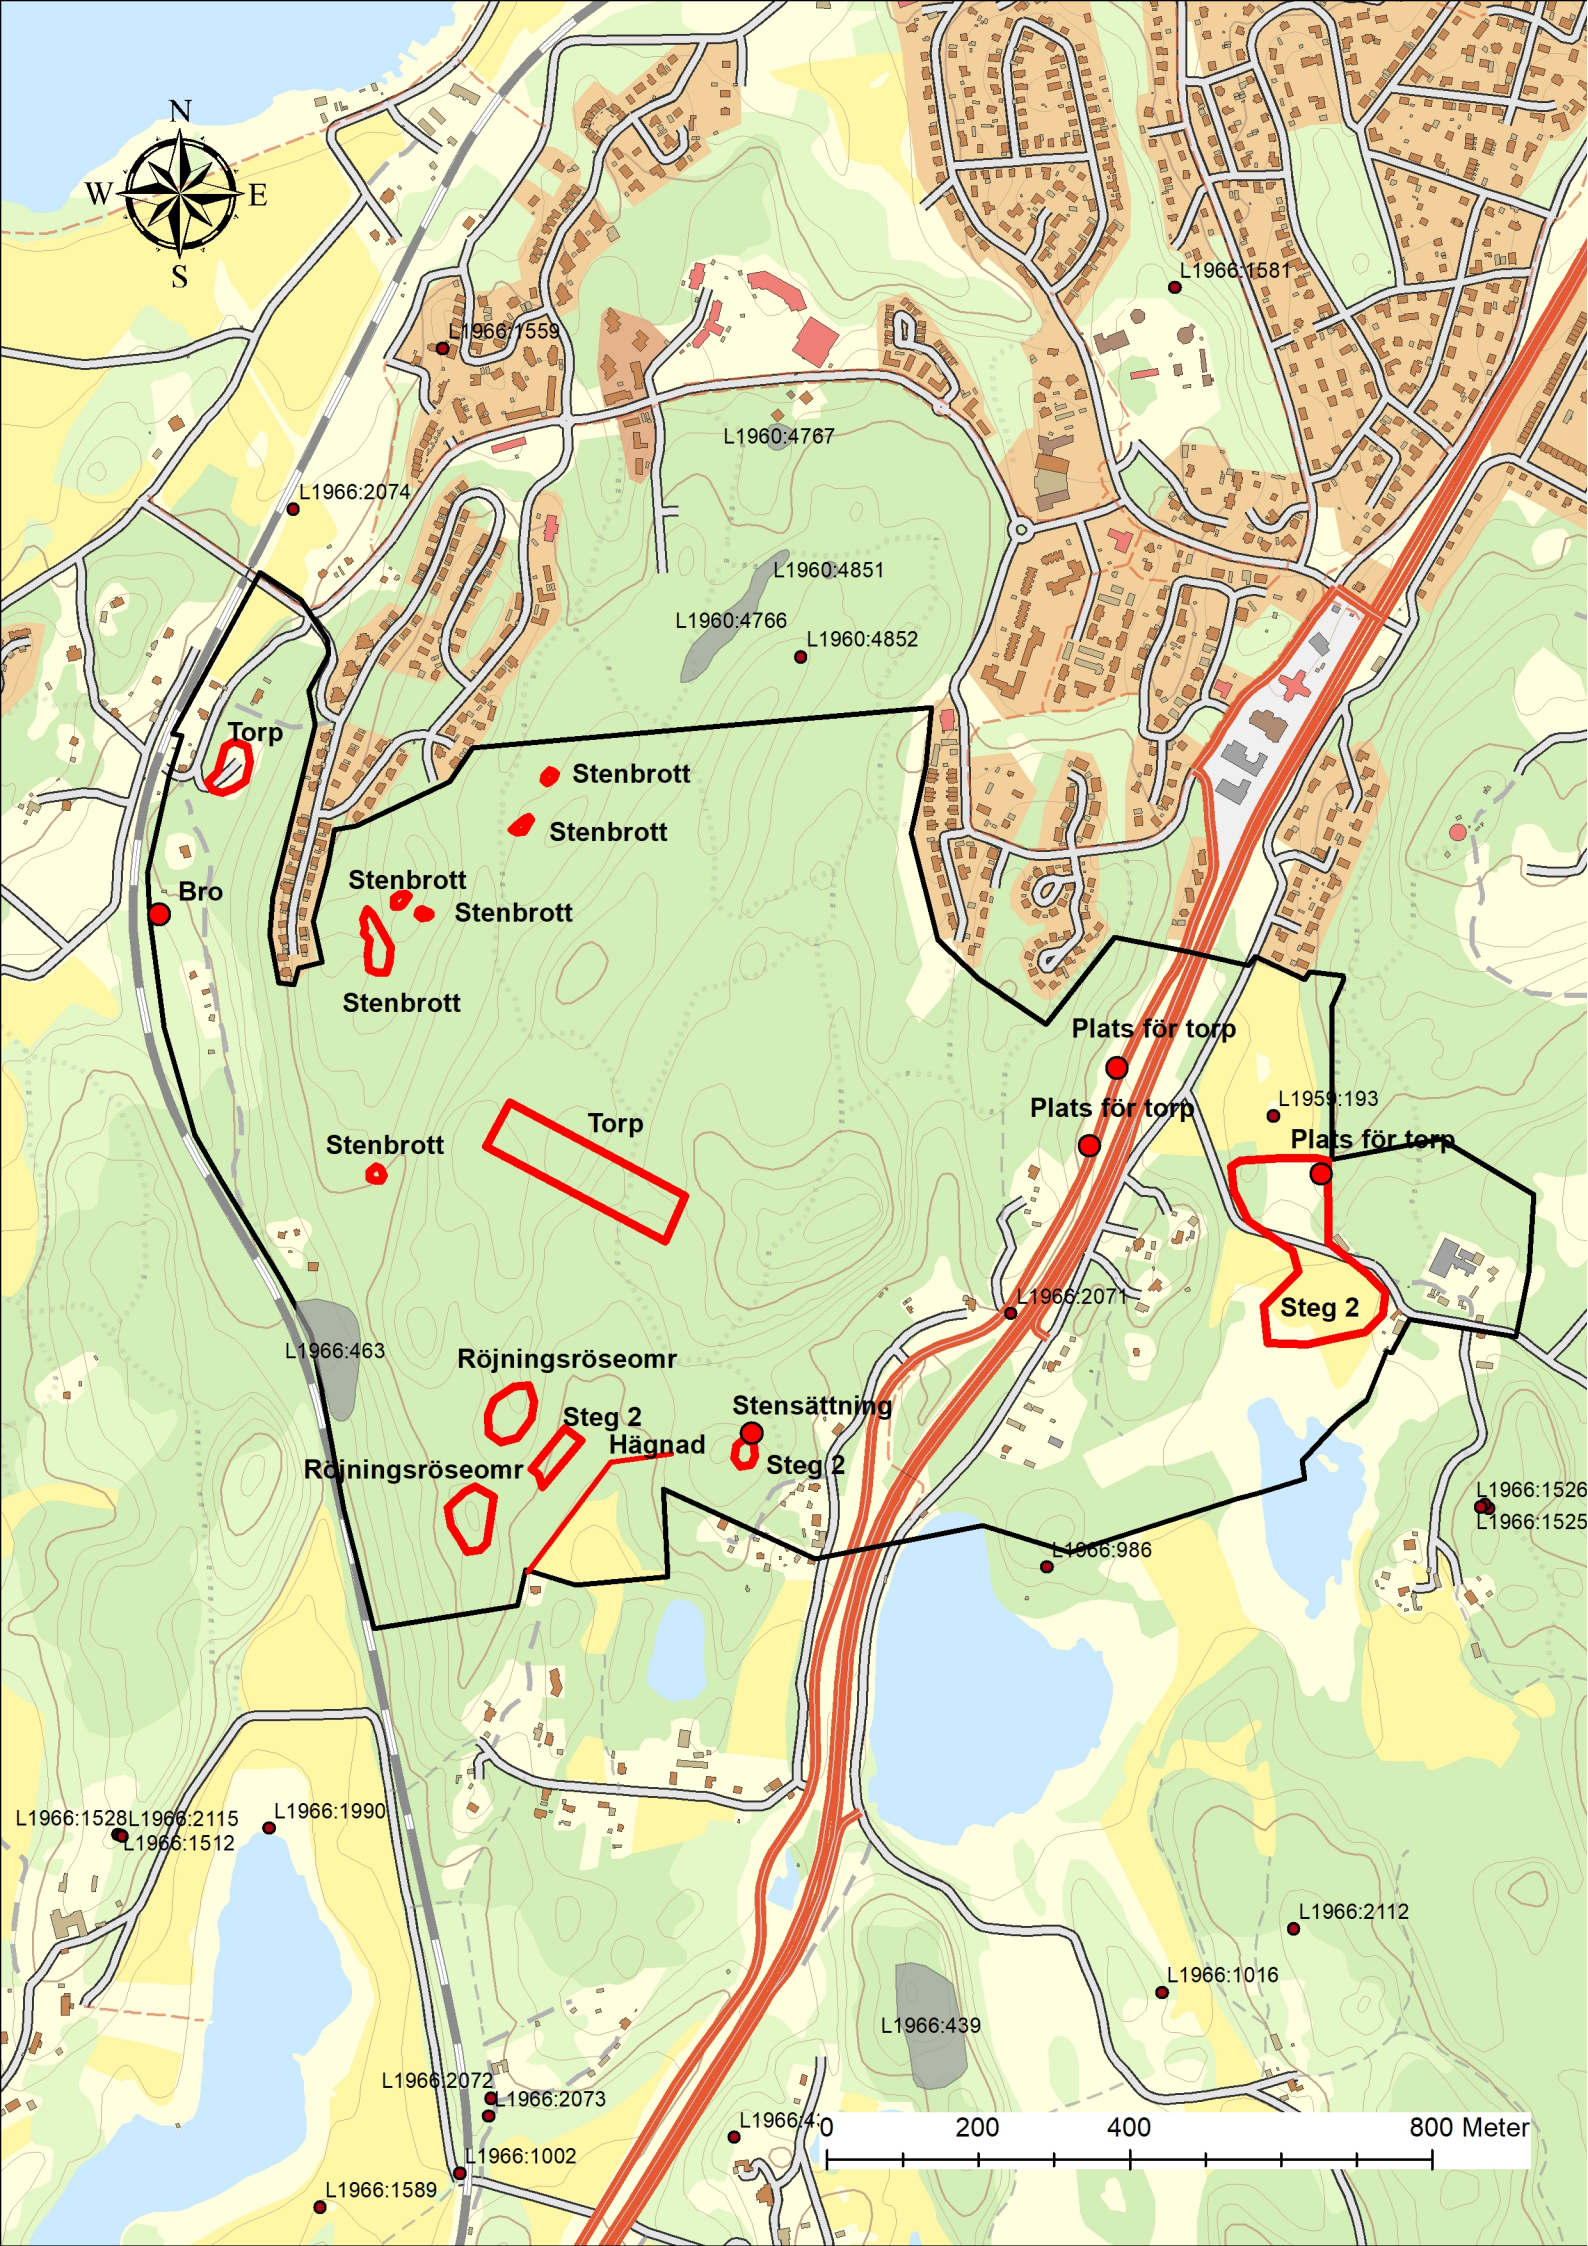 N
W E
S
L1966:1581
L1966:1559
L1960:4767
L1966:2074
L1960:4851
L1960:4766
L1960:4852
Torp
Stenbrott
Stenbrott
Stenbrott
Bro
Stenbrott
Stenbrott
Plats för torp
L1959:193
Plats för torp
Torp
Plats för torp
Stenbrott
L1966:2071
Steg 2
L1966:463
Röjningsröseomr
Stensättning
Steg 2
Hägnad
Steg 2
Röjningsröseomr
L1966:1526
L1966:1525
L1966:986
L1966:1990
L1966:1528 L1966:2115
L1966:1512
L1966:2112
L1966:1016
L1966:439
L1966:2072
L1966:2073
0 200 400 800 Meter
L1966:1002
L1966:1589